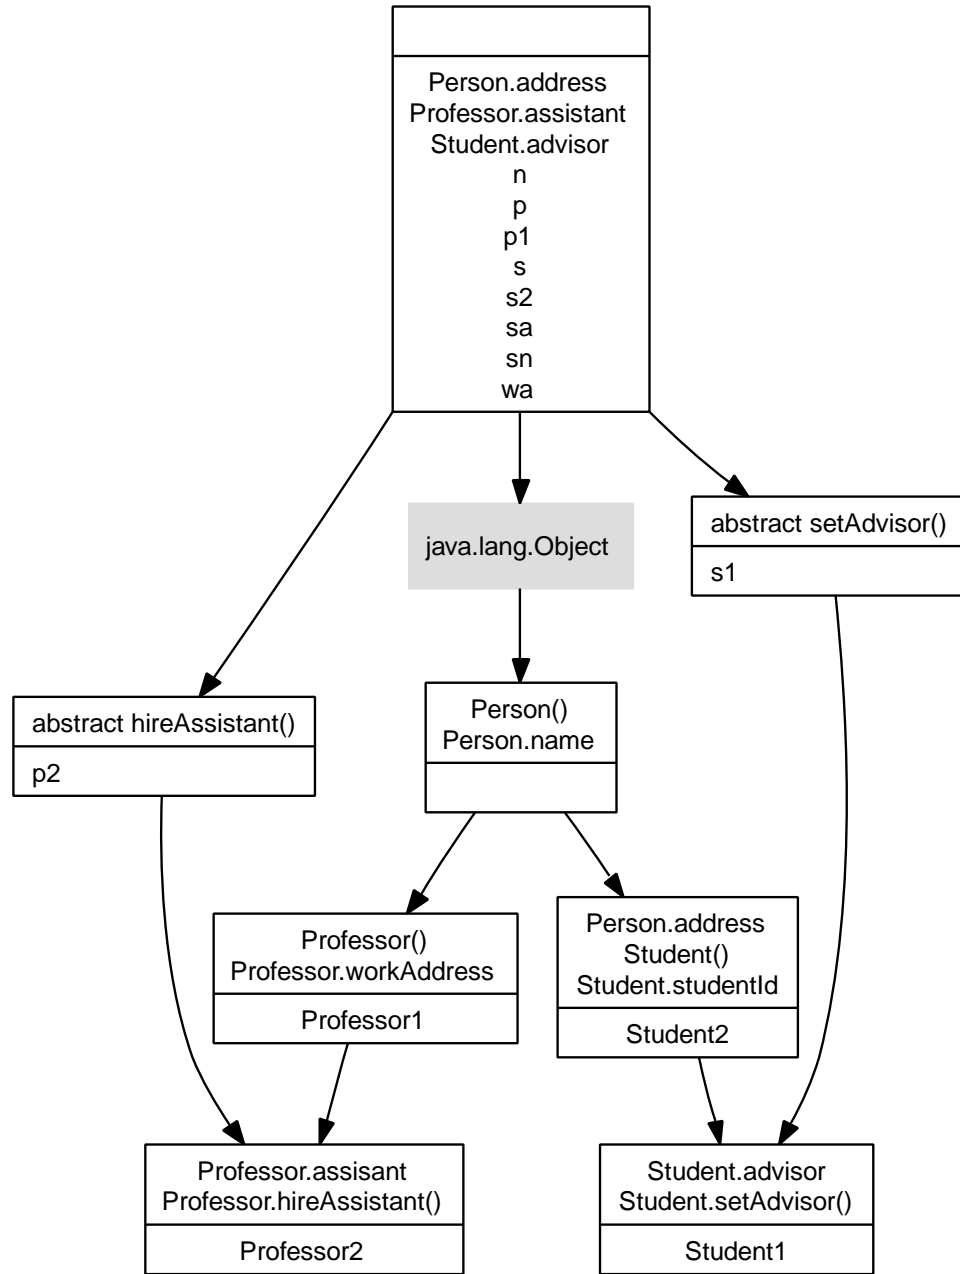 Person.address
Professor.assistant
Student.advisor
n
p
p1
s
s2
sa
sn
wa
java.lang.Object
abstract setAdvisor()
s1
abstract hireAssistant()
p2
Person()
Person.name
Professor()
Professor.workAddress
Professor1
Person.address
Student()
Student.studentId
Student2
Professor.assisant
Professor.hireAssistant()
Professor2
Student.advisor
Student.setAdvisor()
Student1